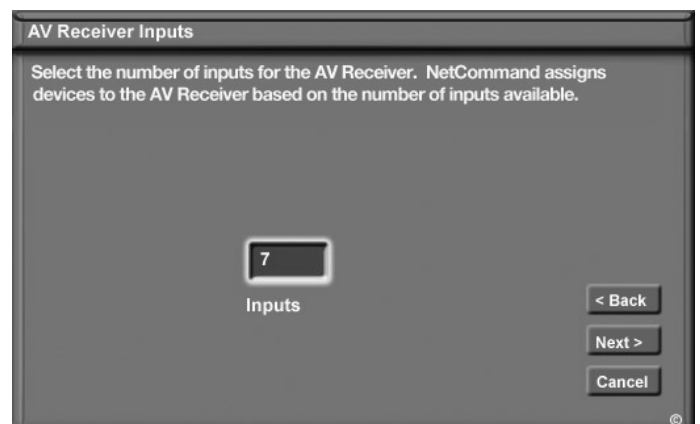 AV Receiver Inputs
Select the number of inputs for the AV Receiver.  NetCommand assigns
devices to the AV Receiver based on the number of inputs available.
7
Inputs
< Back
Next >
Cancel
©